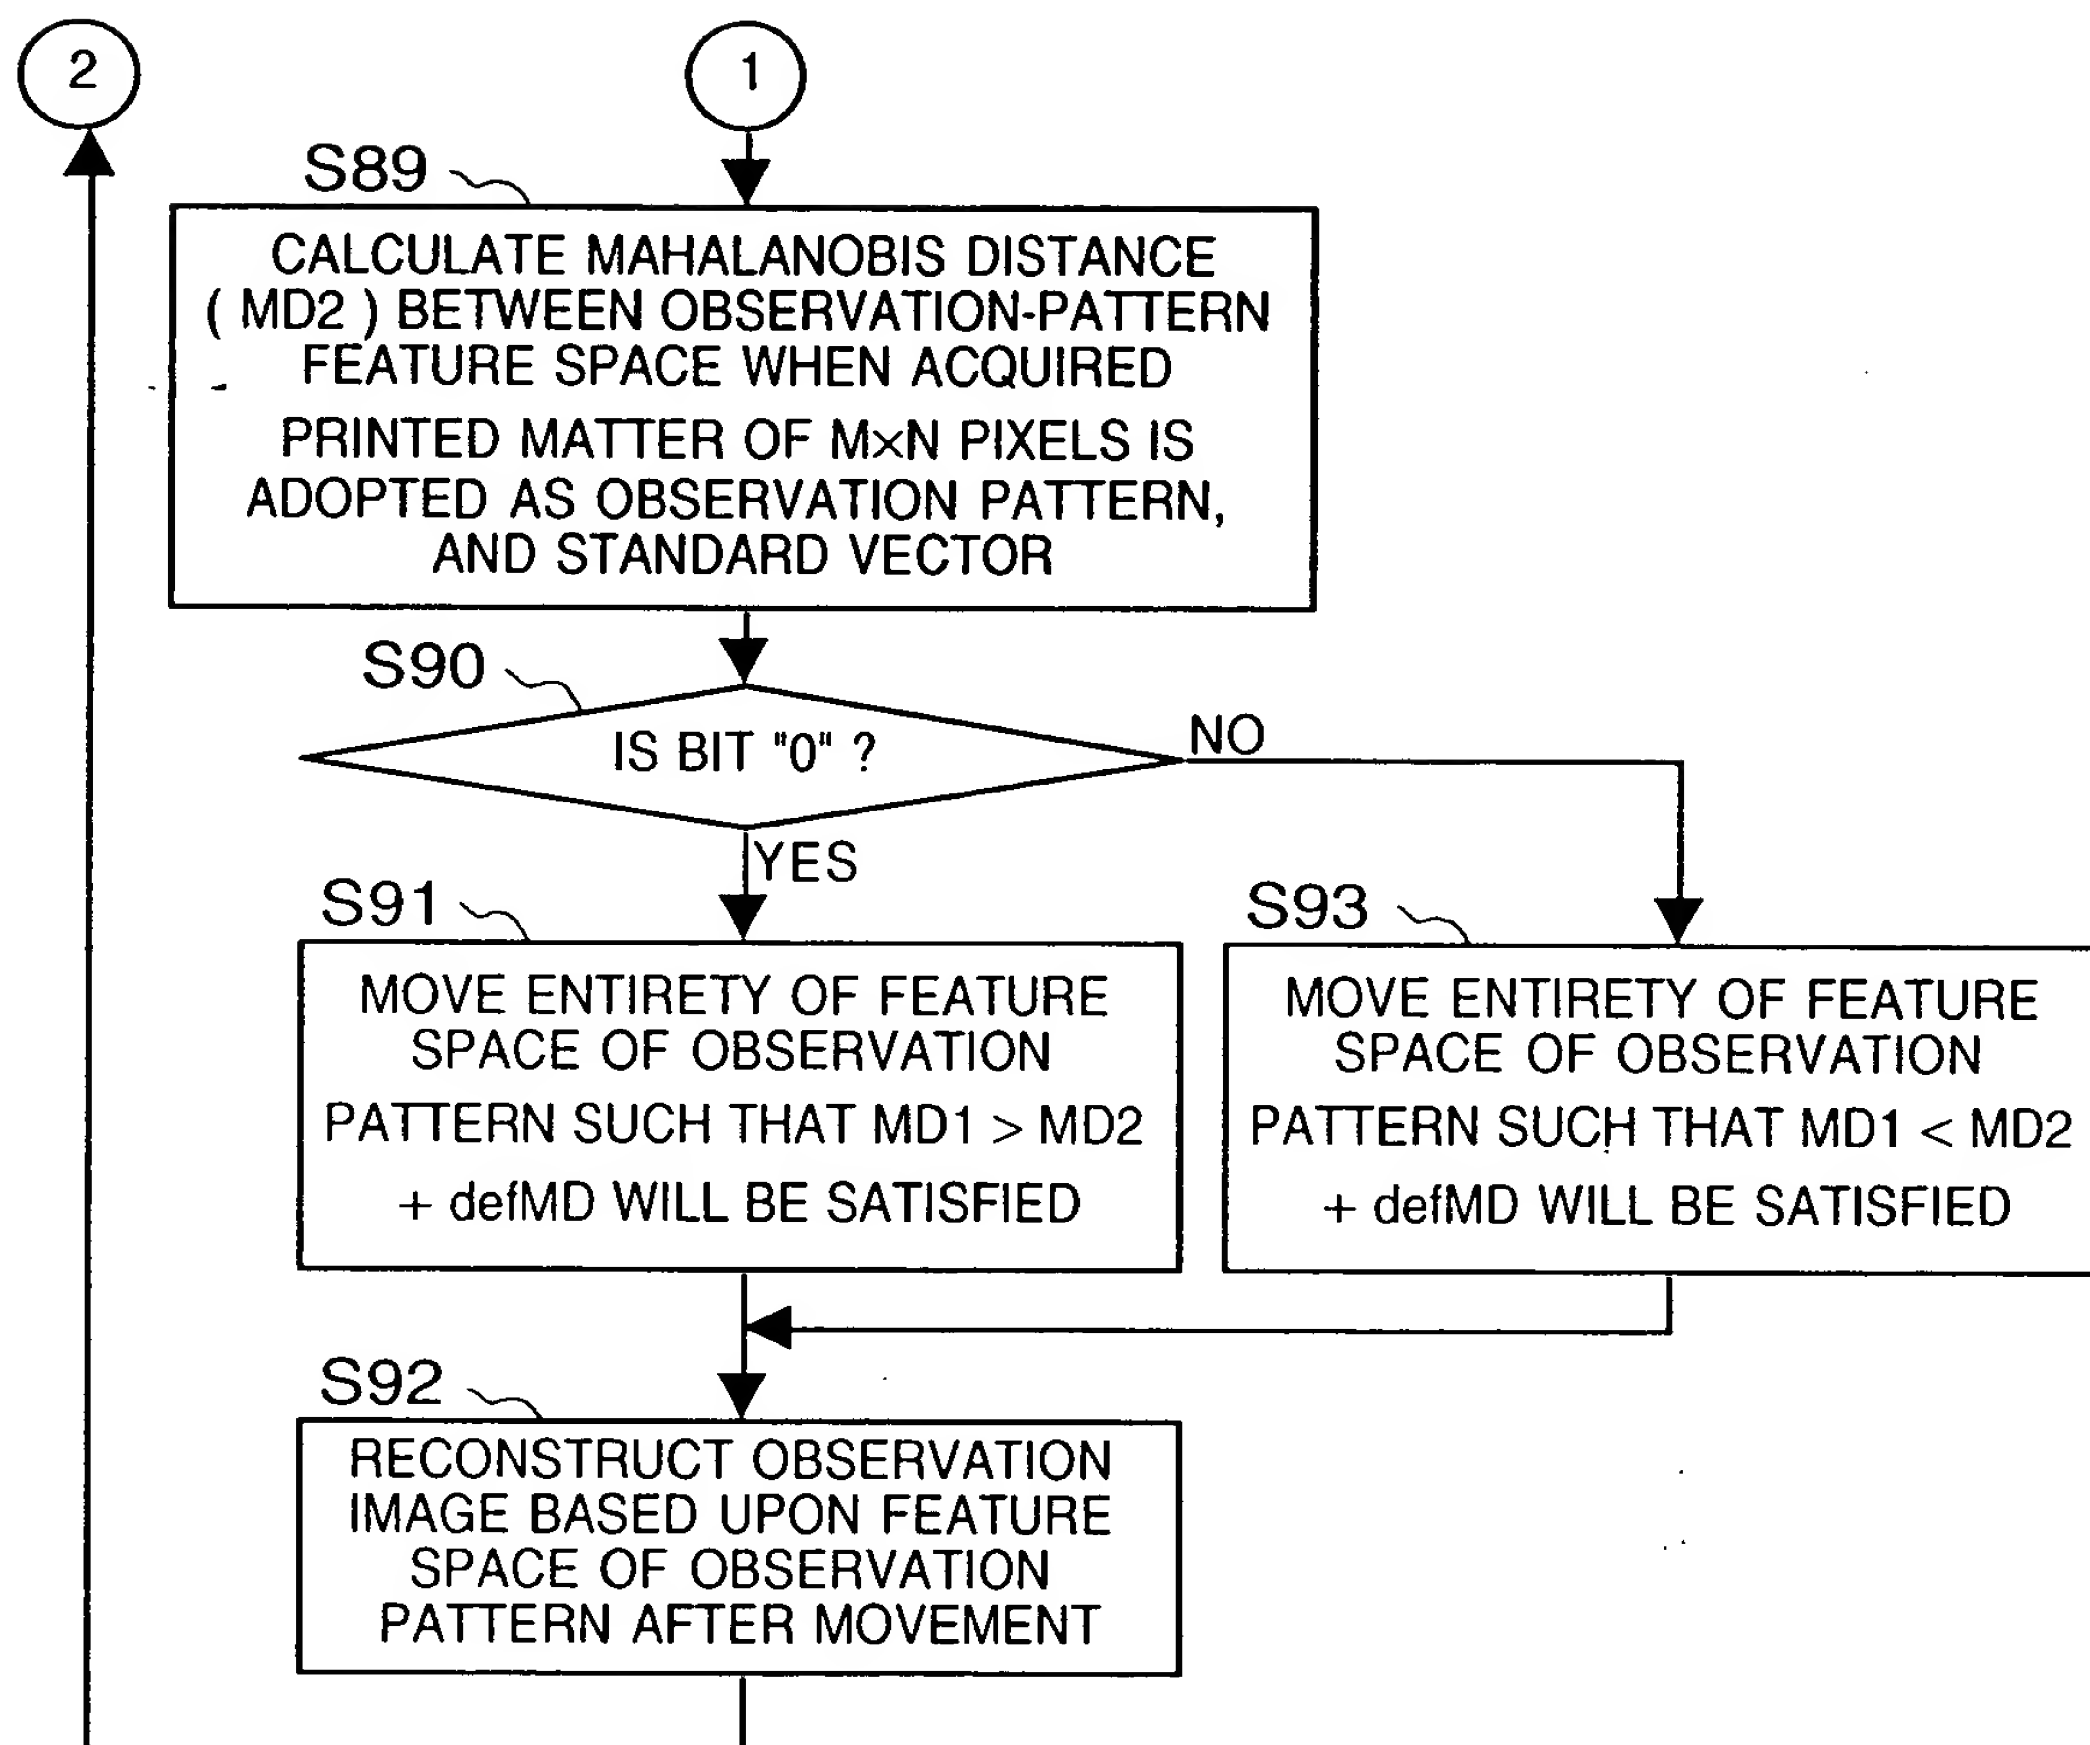 2
1
S89
CALCULATE MAHALANOBIS DISTANCE
( MD2 ) BETWEEN OBSERVATION-PATTERN
FEATURE SPACE WHEN ACQUIRED
PRINTED MATTER OF M×N PIXELS IS
ADOPTED AS OBSERVATION PATTERN,
AND STANDARD VECTOR
S90
IS BIT "0" ?
NO
YES
S91
MOVE ENTIRETY OF FEATURE
SPACE OF OBSERVATION
PATTERN SUCH THAT MD1 > MD2
+ defMD WILL BE SATISFIED
S93
MOVE ENTIRETY OF FEATURE
SPACE OF OBSERVATION
PATTERN SUCH THAT MD1 < MD2
+ defMD WILL BE SATISFIED
S92
RECONSTRUCT OBSERVATION
IMAGE BASED UPON FEATURE
SPACE OF OBSERVATION
PATTERN AFTER MOVEMENT